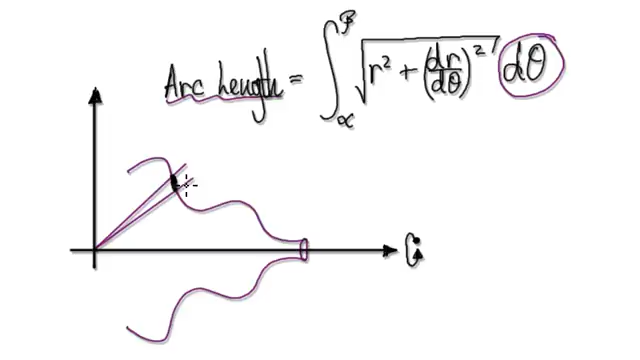 Arc Length = ∫_α^β √(r² + (dr/dθ)²) dθ